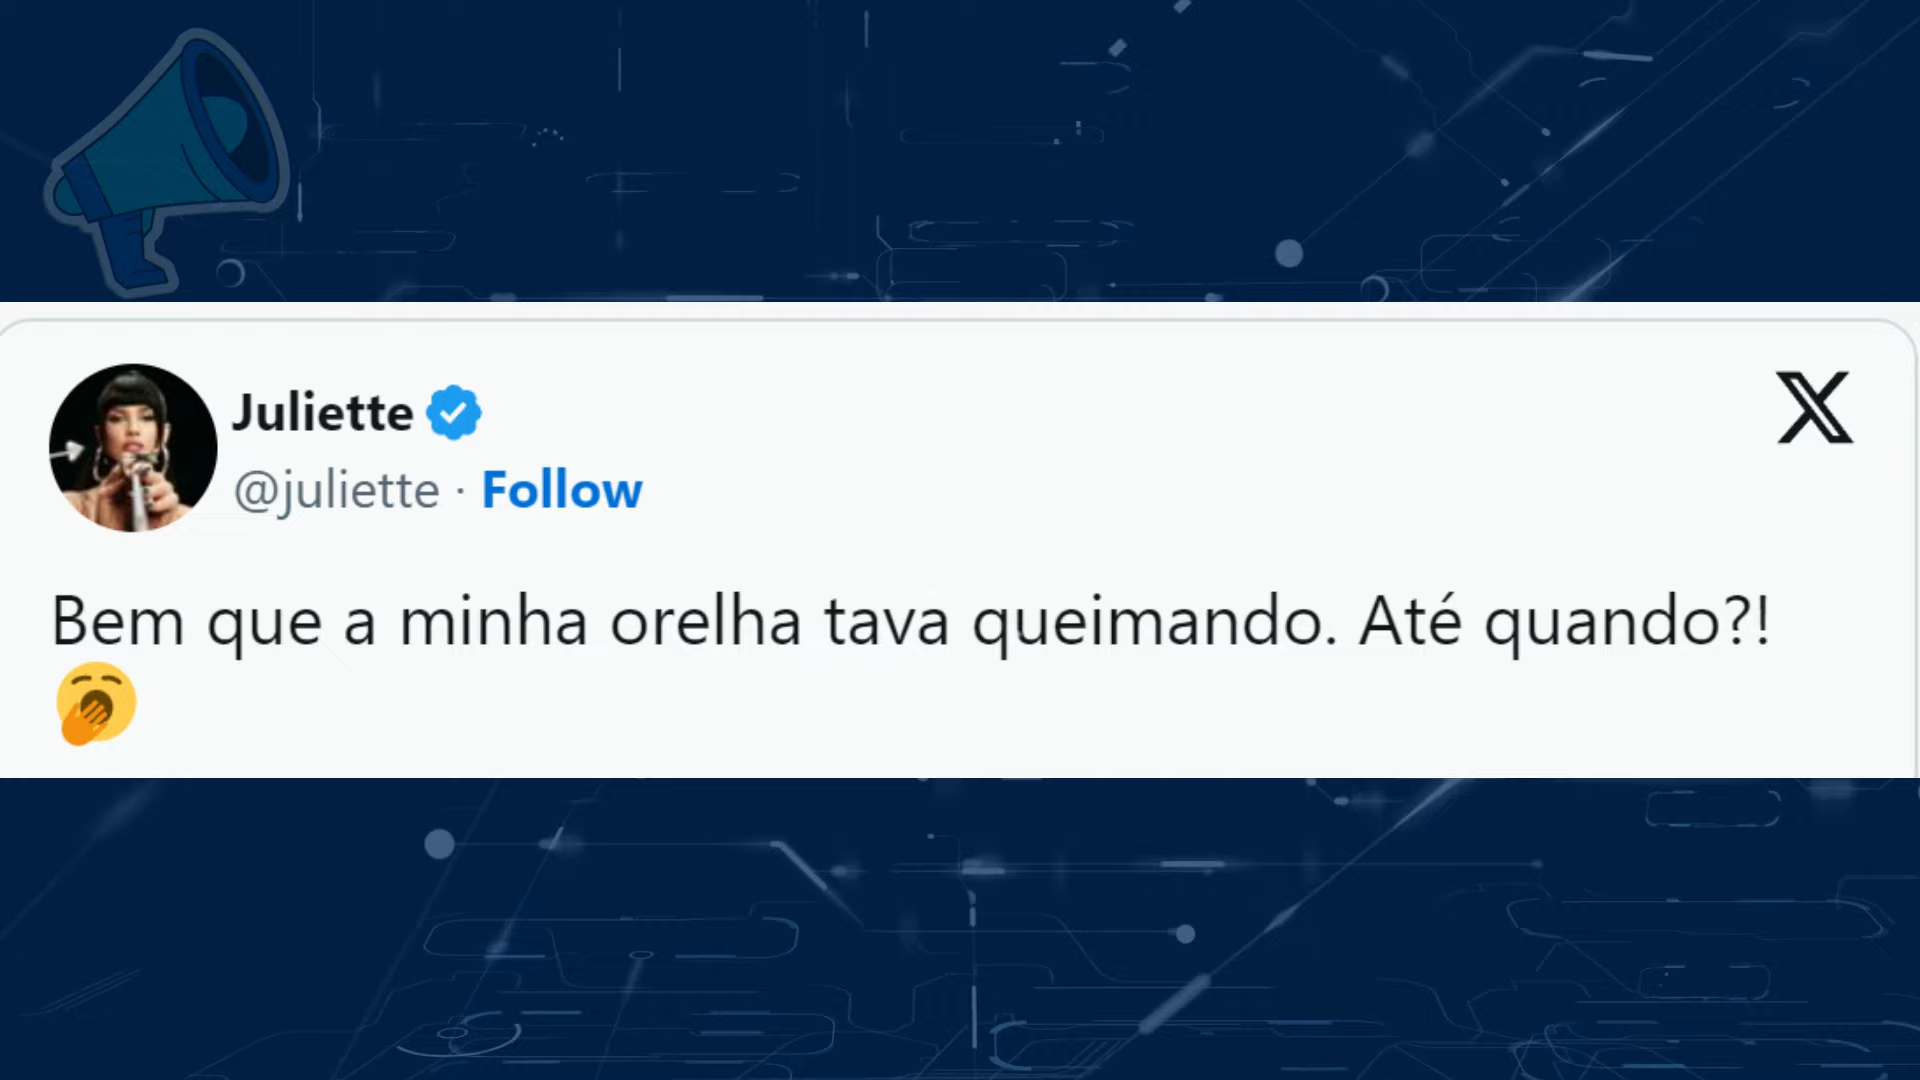 Juliette
@juliette · Follow
Bem que a minha orelha tava queimando. Até quando?!
🥱